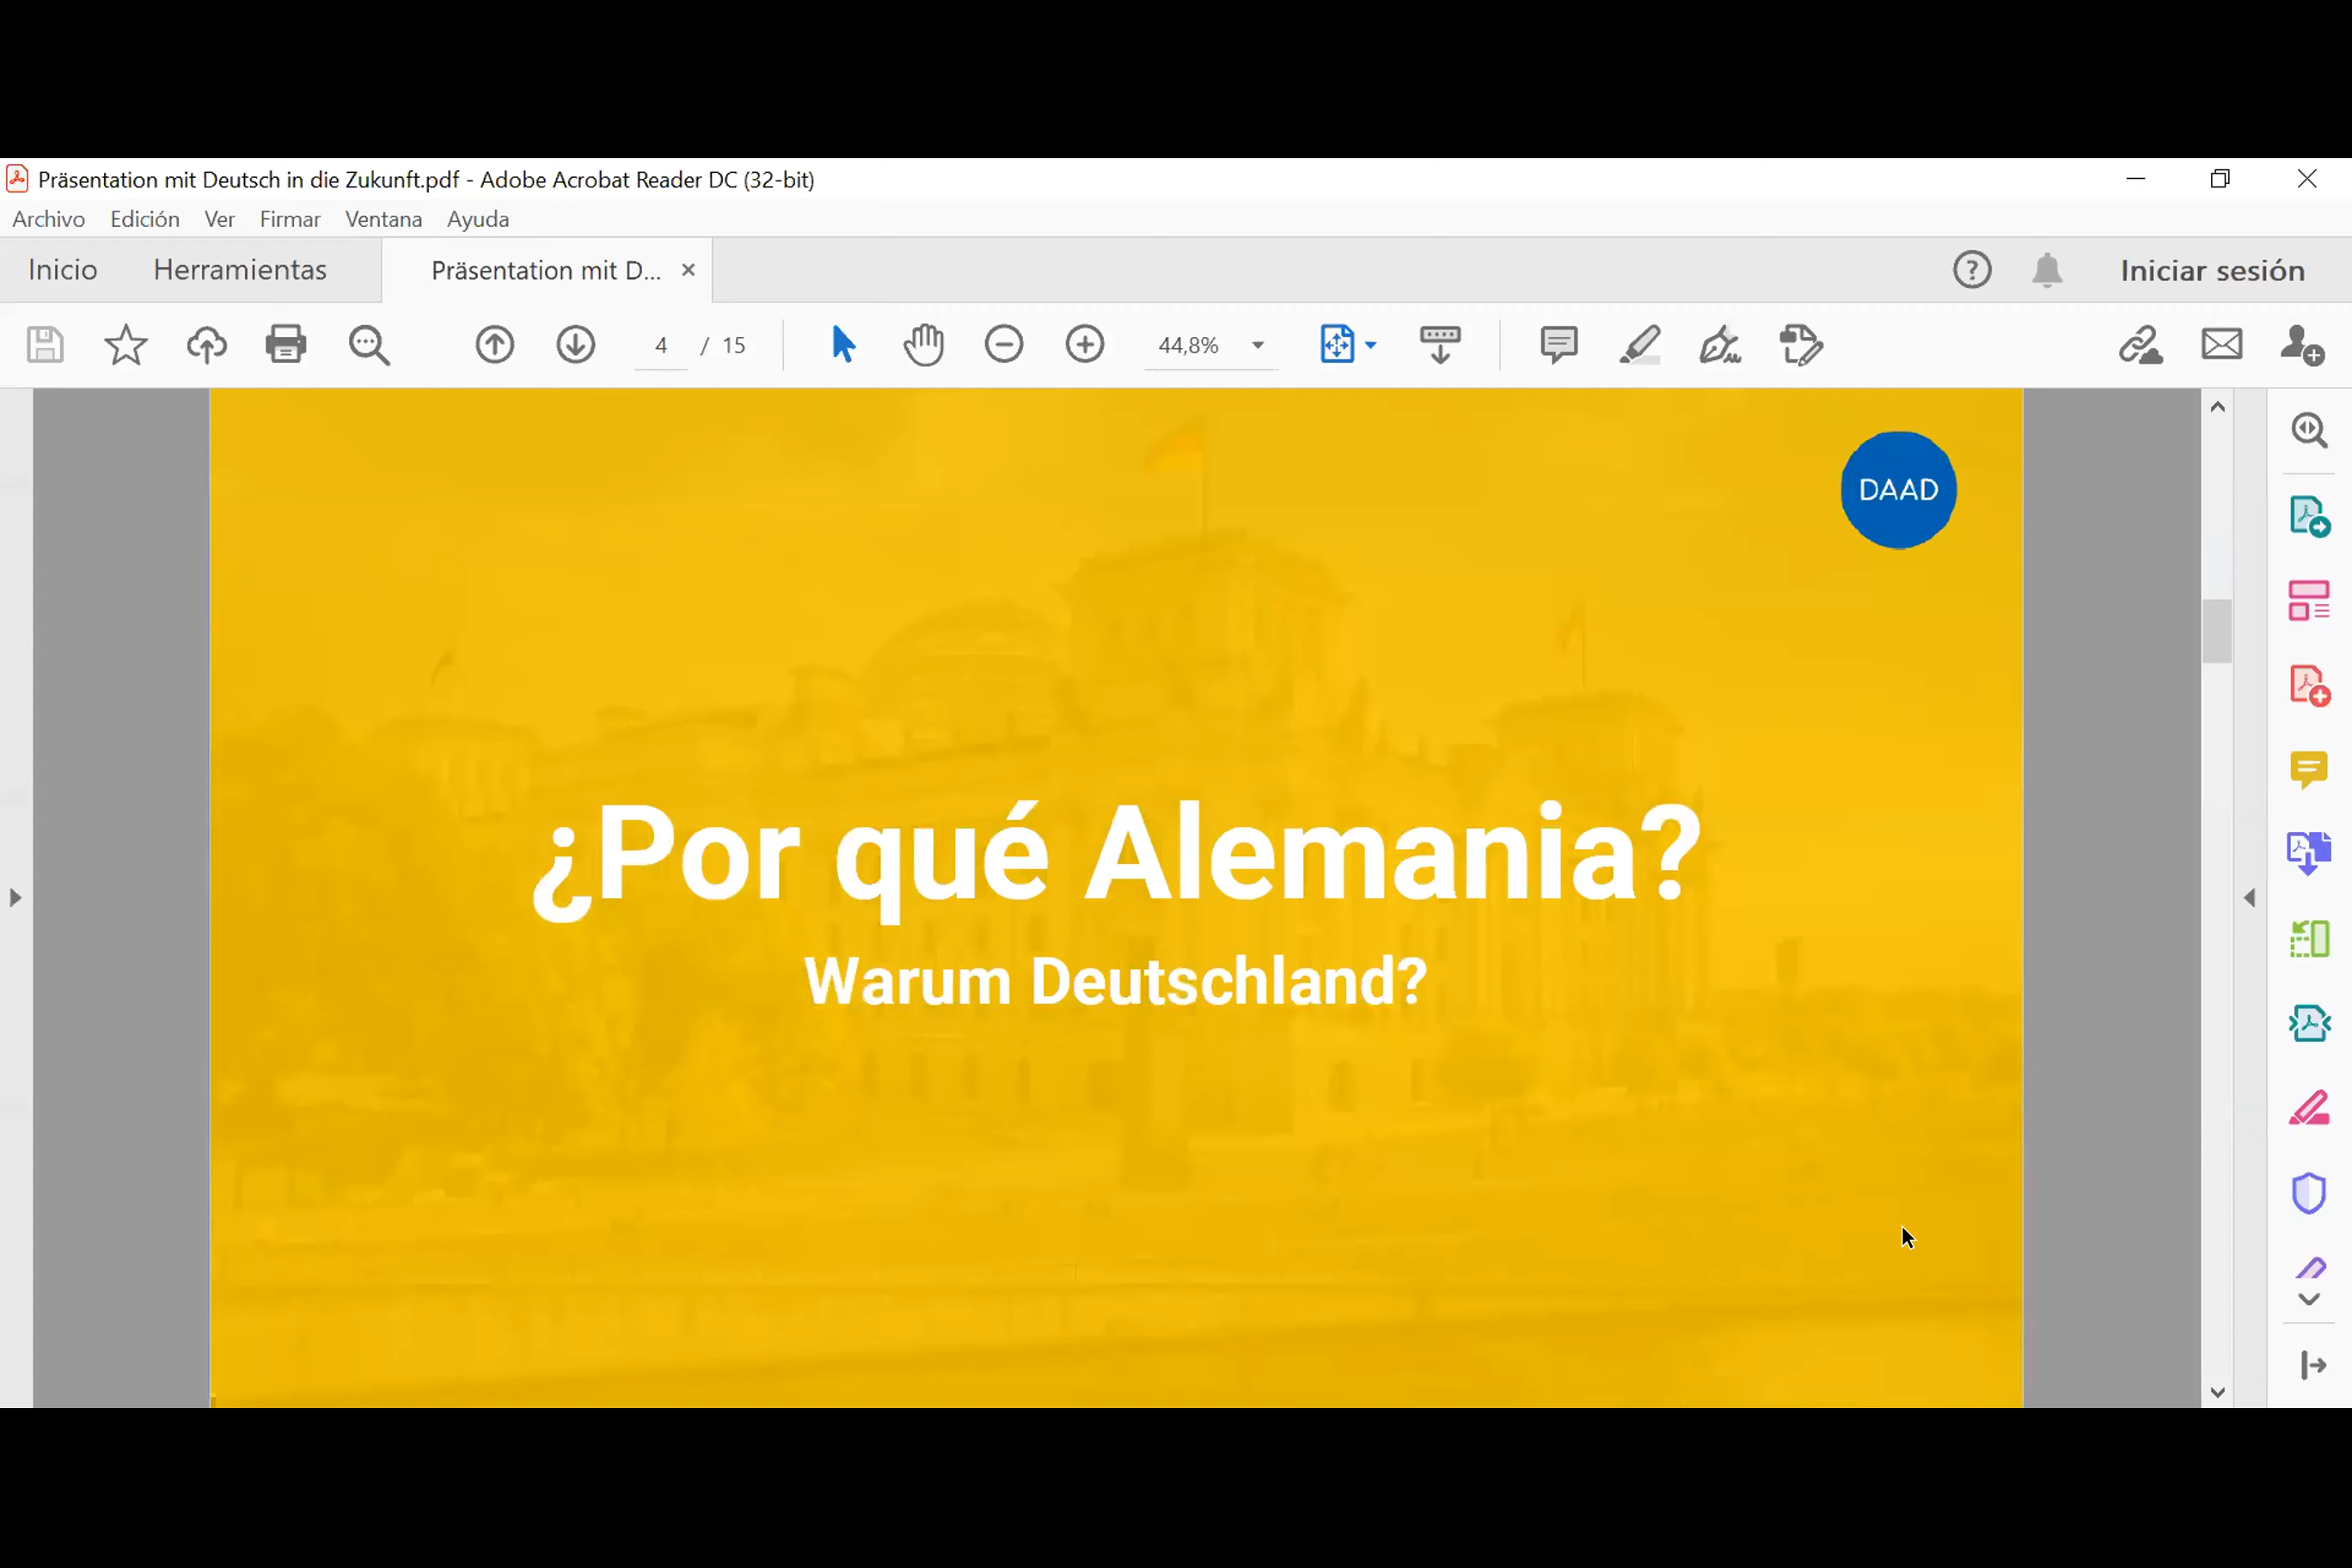 Präsentation mit Deutsch in die Zukunft.pdf - Adobe Acrobat Reader DC (32-bit)
Archivo Edición Ver Firmar Ventana Ayuda
Inicio Herramientas Präsentation mit D... Iniciar sesión
4 / 15 44,8%
DAAD
¿Por qué Alemania?
Warum Deutschland?